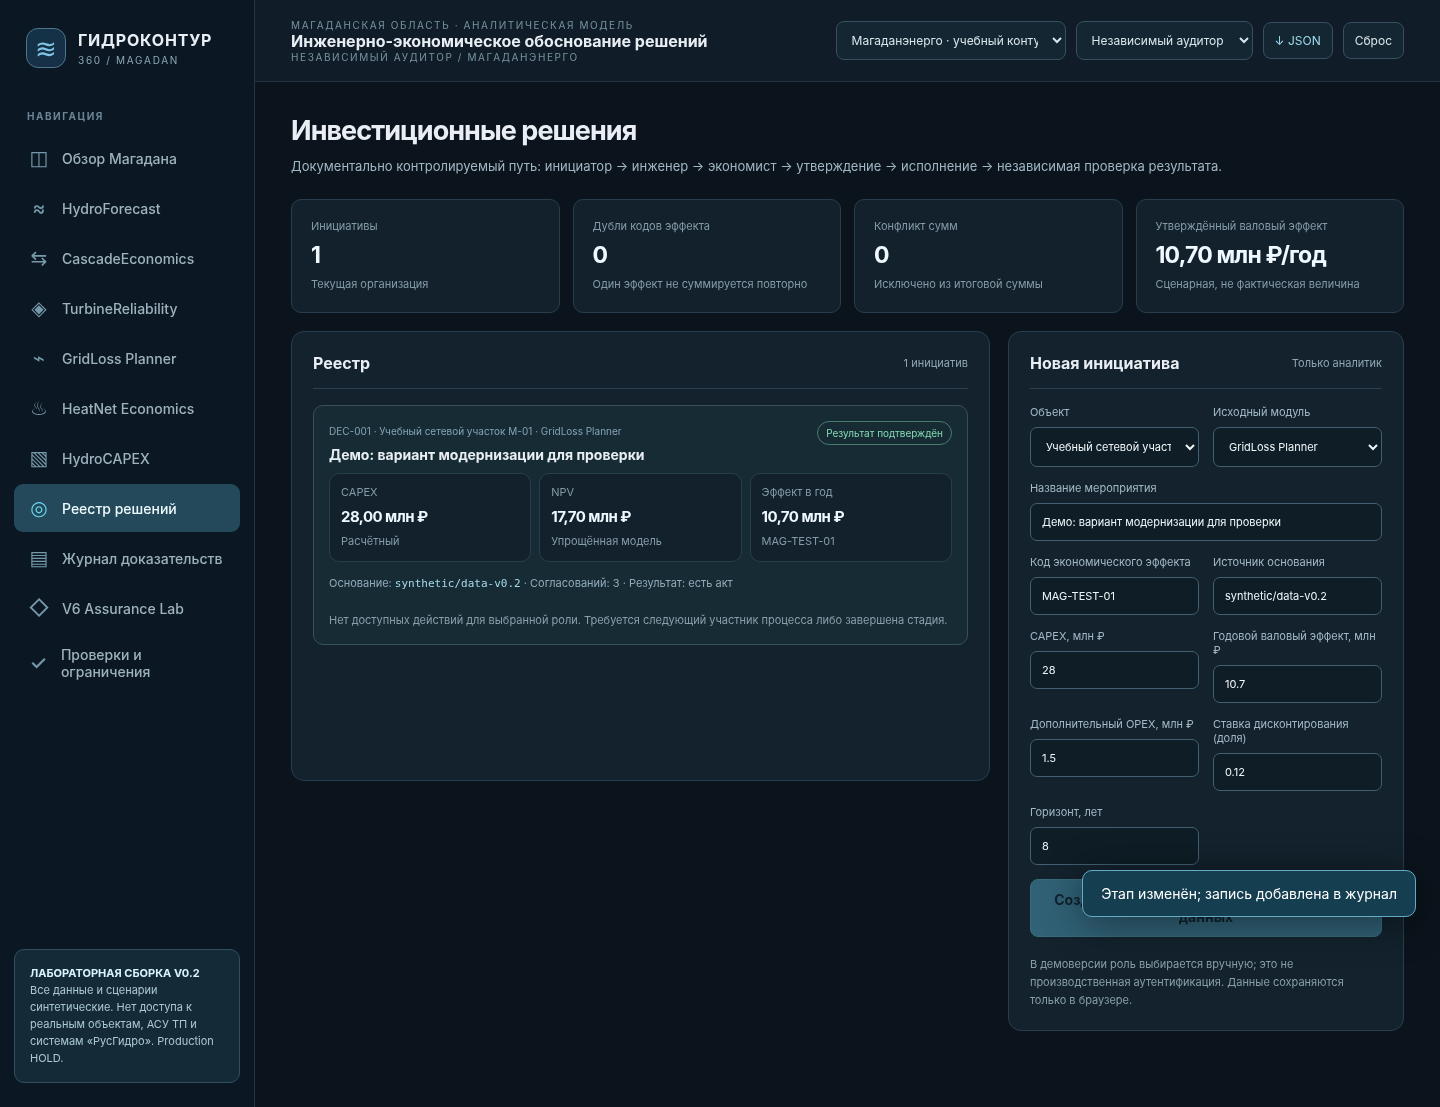 ГИДРОКОНТУР
360 / MAGADAN
НАВИГАЦИЯ
Обзор Магадана
HydroForecast
CascadeEconomics
TurbineReliability
GridLoss Planner
HeatNet Economics
HydroCAPEX
Реестр решений
Журнал доказательств
V6 Assurance Lab
Проверки и
ограничения
ЛАБОРАТОРНАЯ СБОРКА V0.2
Все данные и сценарии
синтетические. Нет доступа к
реальным объектам, АСУ ТП и
системам «РусГидро». Production
HOLD.
МАГАДАНСКАЯ ОБЛАСТЬ · АНАЛИТИЧЕСКАЯ МОДЕЛЬ
Инженерно-экономическое обоснование решений
НЕЗАВИСИМЫЙ АУДИТОР / МАГАДАНЭНЕРГО
Магаданэнерго · учебный конту
Независимый аудитор
↓ JSON
Сброс
Инвестиционные решения
Документально контролируемый путь: инициатор → инженер → экономист → утверждение → исполнение → независимая проверка результата.
Инициативы
1
Текущая организация
Дубли кодов эффекта
0
Один эффект не суммируется повторно
Конфликт сумм
0
Исключено из итоговой суммы
Утверждённый валовый эффект
10,70 млн ₽/год
Сценарная, не фактическая величина
Реестр
1 инициатив
DEC-001 · Учебный сетевой участок М-01 · GridLoss Planner
Результат подтверждён
Демо: вариант модернизации для проверки
CAPEX
28,00 млн ₽
Расчётный
NPV
17,70 млн ₽
Упрощённая модель
Эффект в год
10,70 млн ₽
MAG-TEST-01
Основание: synthetic/data-v0.2 · Согласований: 3 · Результат: есть акт
Нет доступных действий для выбранной роли. Требуется следующий участник процесса либо завершена стадия.
Новая инициатива
Только аналитик
Объект
Учебный сетевой участ
Исходный модуль
GridLoss Planner
Название мероприятия
Демо: вариант модернизации для проверки
Код экономического эффекта
MAG-TEST-01
Источник основания
synthetic/data-v0.2
CAPEX, млн ₽
28
Годовой валовый эффект, млн
₽
10.7
Дополнительный OPEX, млн ₽
1.5
Ставка дисконтирования
(доля)
0.12
Горизонт, лет
8
Этап изменён; запись добавлена в журнал
данных
В демоверсии роль выбирается вручную; это не
производственная аутентификация. Данные сохраняются
только в браузере.